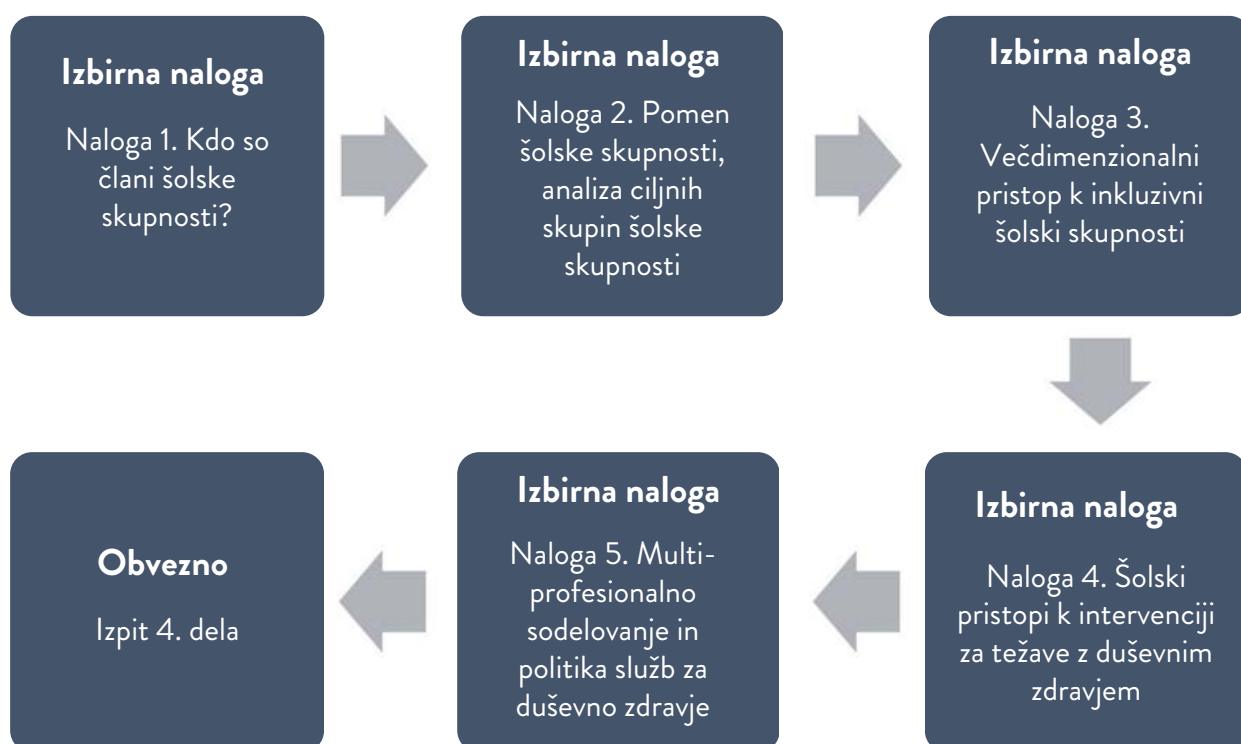 Izbirna naloga
Naloga 1. Kdo so
člani šolske
skupnosti?
Izbirna naloga
Naloga 2. Pomen
šolske skupnosti,
analiza ciljnih
skupin šolske
skupnosti
Izbirna naloga
Naloga 3.
Večdimenzionalni
pristop k inkluzivni
šolski skupnosti
Izbirna naloga
Naloga 4. Šolski
pristopi k intervenciji
za težave z duševnim
zdravjem
Izbirna naloga
Naloga 5. Multi-
profesionalno
sodelovanje in
politika služb za
duševno zdravje
Obvezno
Izpit 4. dela